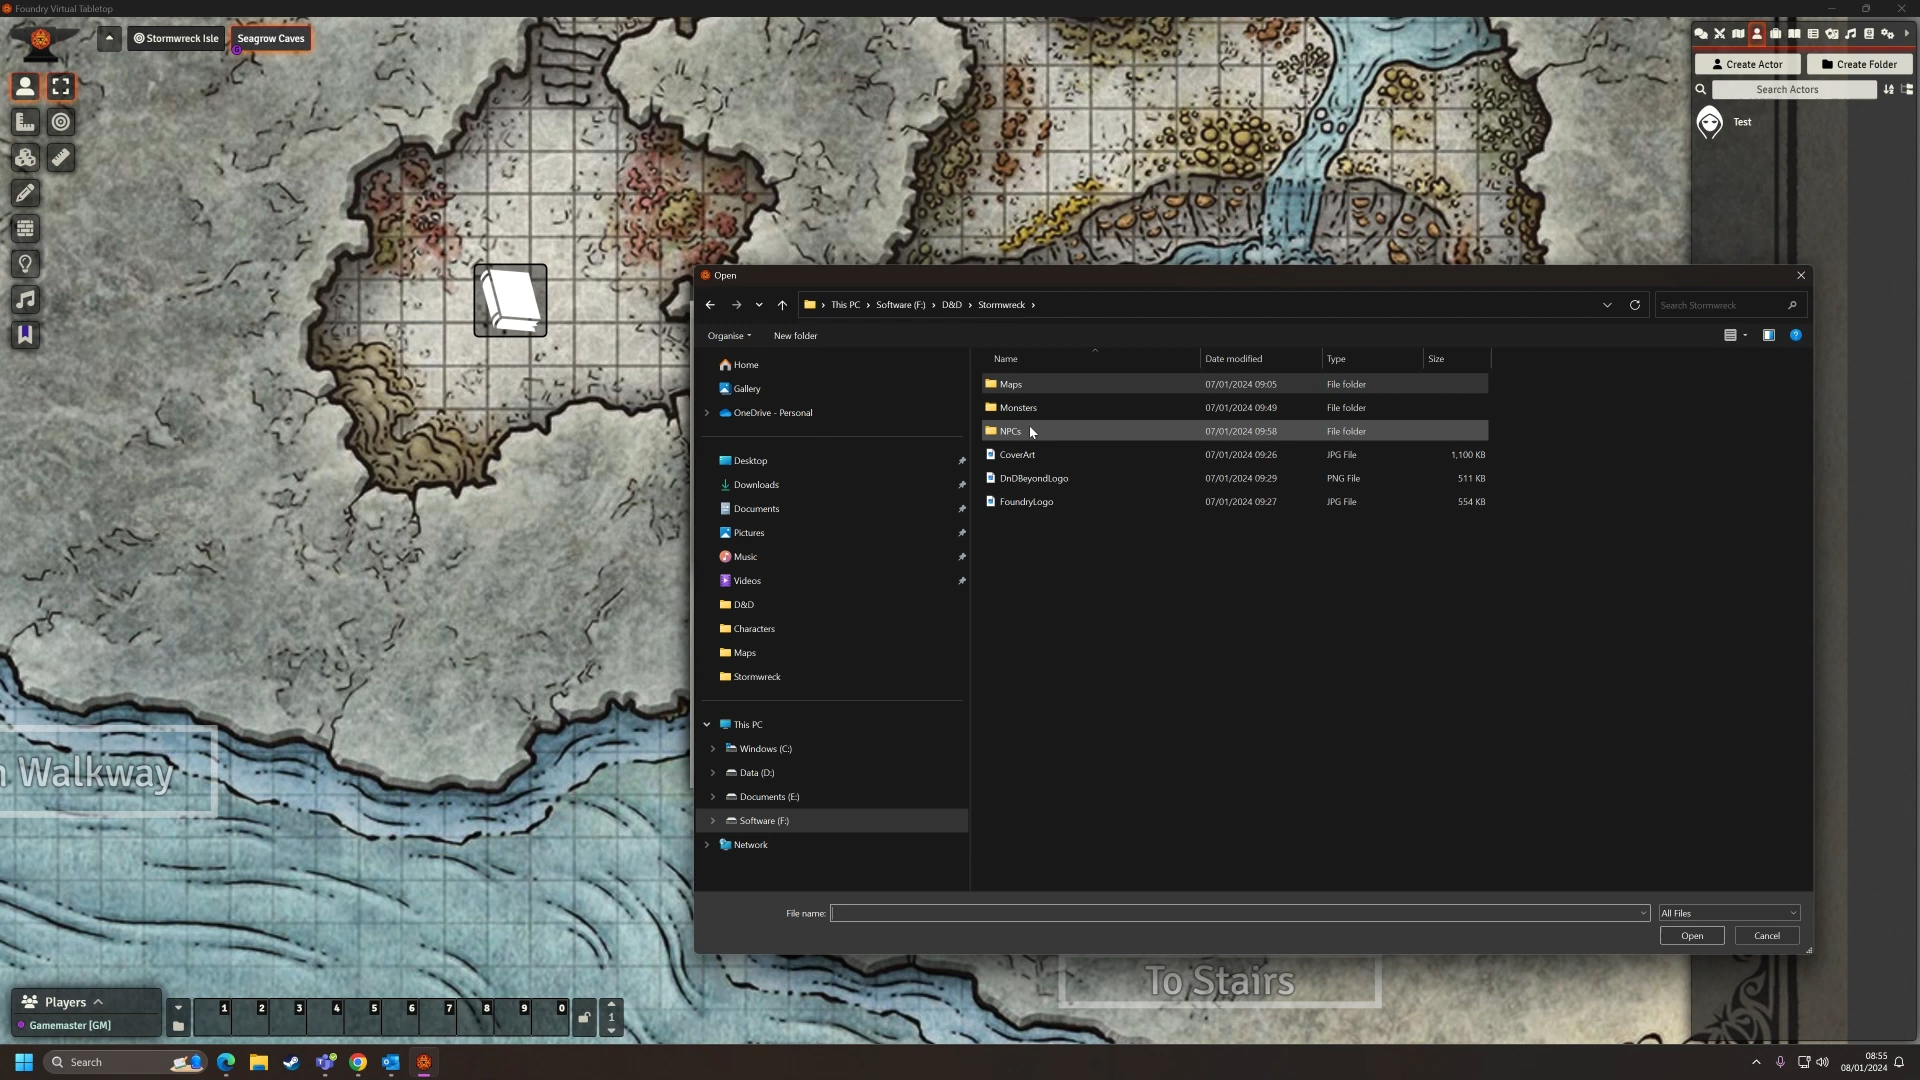 Foundry Virtual Tabletop
Stormwreck Isle
Seagrow Caves
Create Actor
Create Folder
Search Actors
Test
Open
This PC > Software (F:) > D&D > Stormwreck >
Search Stormwreck
Organise
New folder
Name Date modified Type Size
Maps 07/01/2024 09:05 File folder
Monsters 07/01/2024 09:49 File folder
NPCs 07/01/2024 09:58 File folder
CoverArt 07/01/2024 09:26 JPG File 1,100 KB
DnDBeyondLogo 07/01/2024 09:29 PNG File 511 KB
FoundryLogo 07/01/2024 09:27 JPG File 554 KB
Home
Gallery
OneDrive - Personal
Desktop
Downloads
Documents
Pictures
Music
Videos
D&D
Characters
Maps
Stormwreck
This PC
Windows (C:)
Data (D:)
Documents (E:)
Software (F:)
Network
File name:
All Files
Open
Cancel
Walkway
To Stairs
Players
Gamemaster [GM]
1 2 3 4 5 6 7 8 9 0
1
Search
08:55
08/01/2024